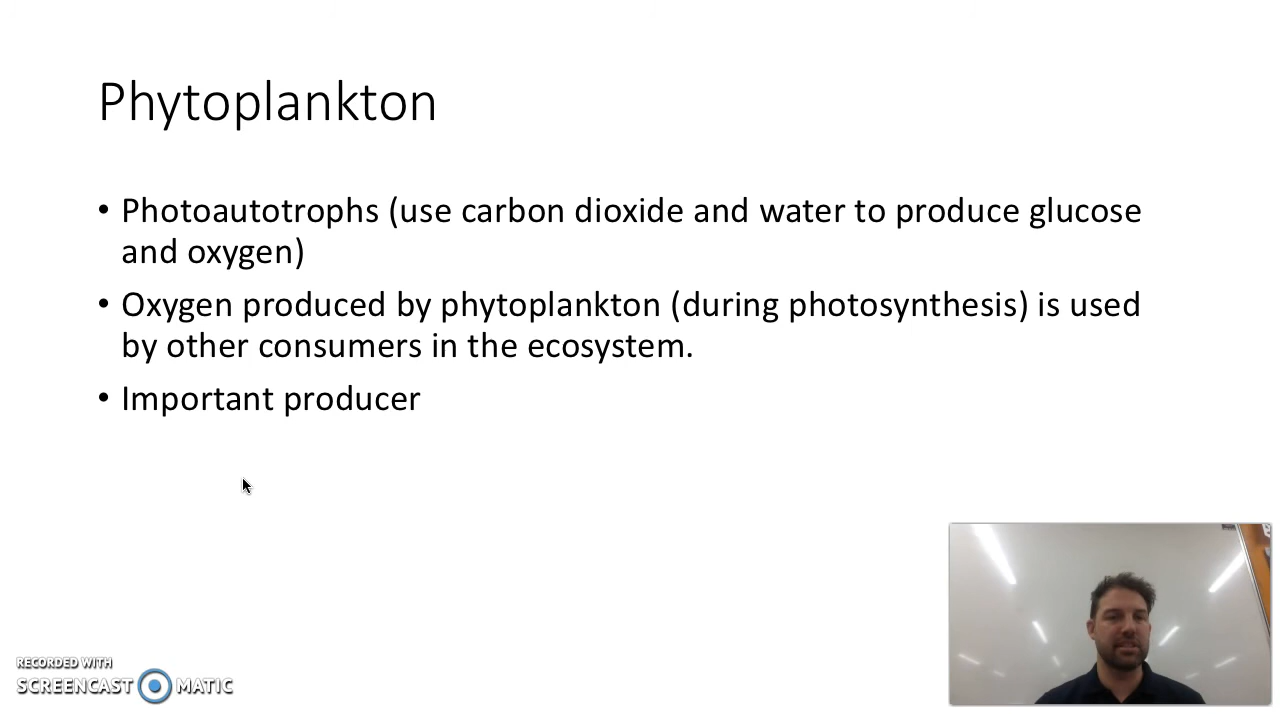 Phytoplankton
• Photoautotrophs (use carbon dioxide and water to produce glucose
and oxygen)
• Oxygen produced by phytoplankton (during photosynthesis) is used
by other consumers in the ecosystem.
• Important producer
RECORDED WITH
SCREENCAST MATIC